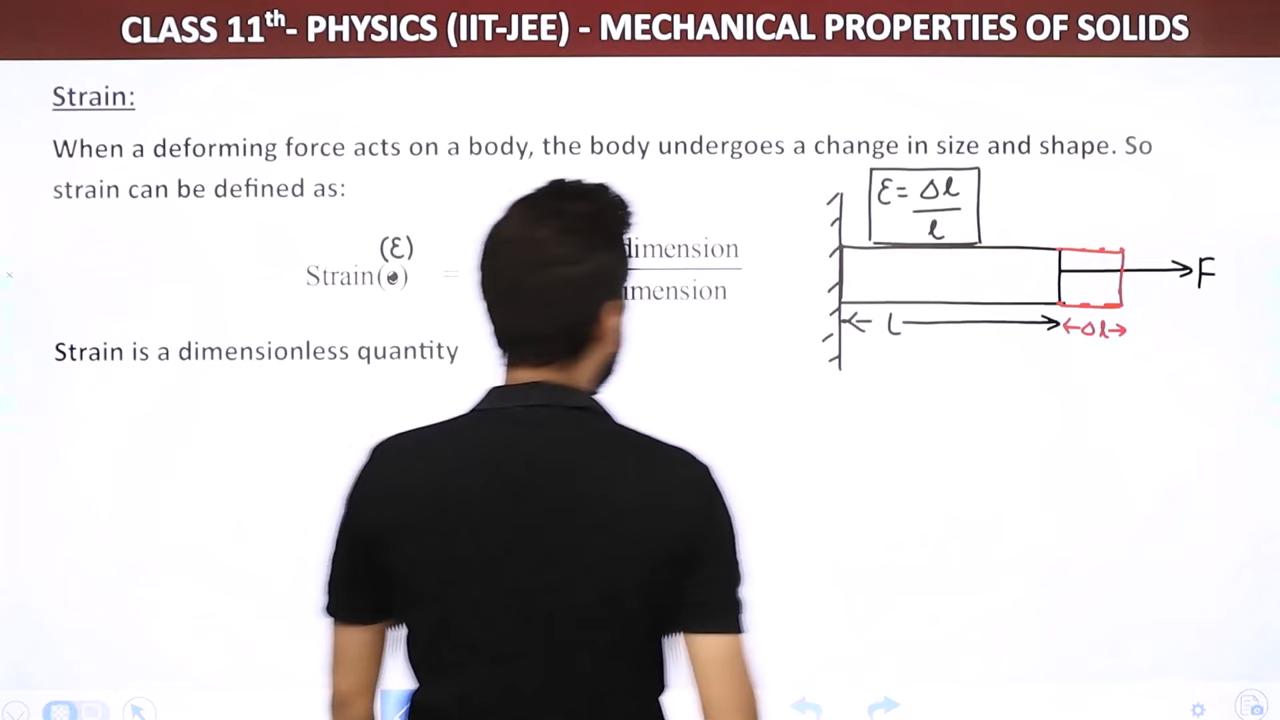 CLASS 11th- PHYSICS (IIT-JEE) - MECHANICAL PROPERTIES OF SOLIDS
Strain:
When a deforming force acts on a body, the body undergoes a change in size and shape. So
strain can be defined as:
ε = Δl
l
(ε)
dimension
Strain( ) =
imension
F
L
Δl
Strain is a dimensionless quantity